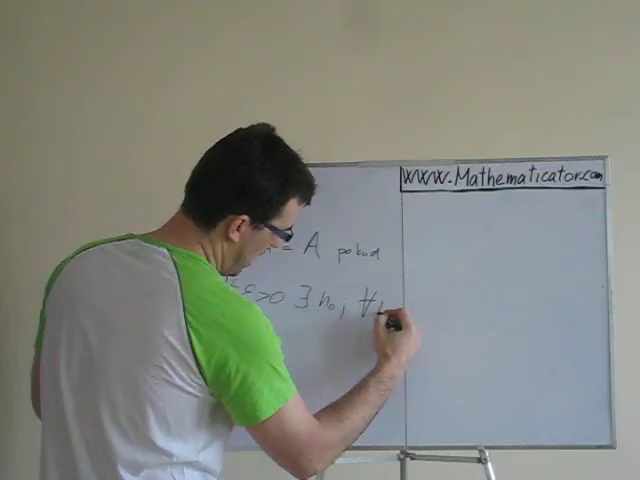 www.Mathematicator.com
= A pokud
ε>0 ∃ n₀; ∀